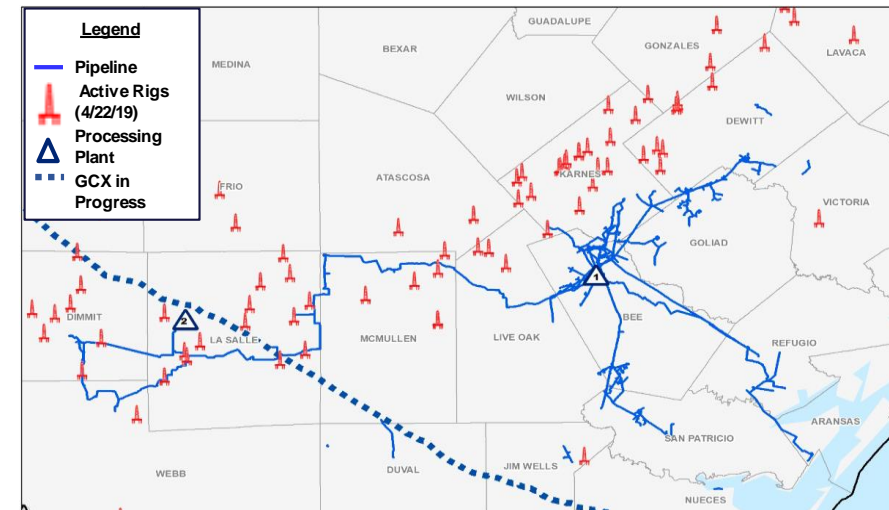 Legend
Pipeline
Active Rigs
(4/22/19)
Processing
Plant
GCX in
Progress
GUADALUPE
BEXAR
GONZALES
LAVACA
MEDINA
WILSON
DEWITT
ATASCOSA
KARNES
FRIO
VICTORIA
GOLIAD
1
DIMMIT
2
LA SALLE
MCMULLEN
LIVE OAK
BEE
REFUGIO
ARANSAS
SAN PATRICIO
WEBB
DUVAL
JIM WELLS
NUECES